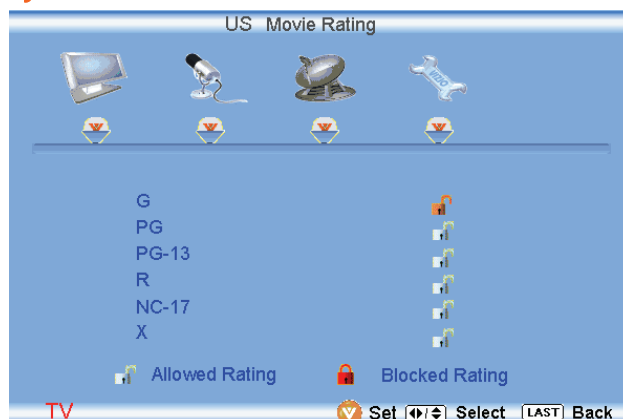 US Movie Rating
G
PG
PG-13
R
NC-17
X
Allowed Rating Blocked Rating
TV Set Select LAST Back